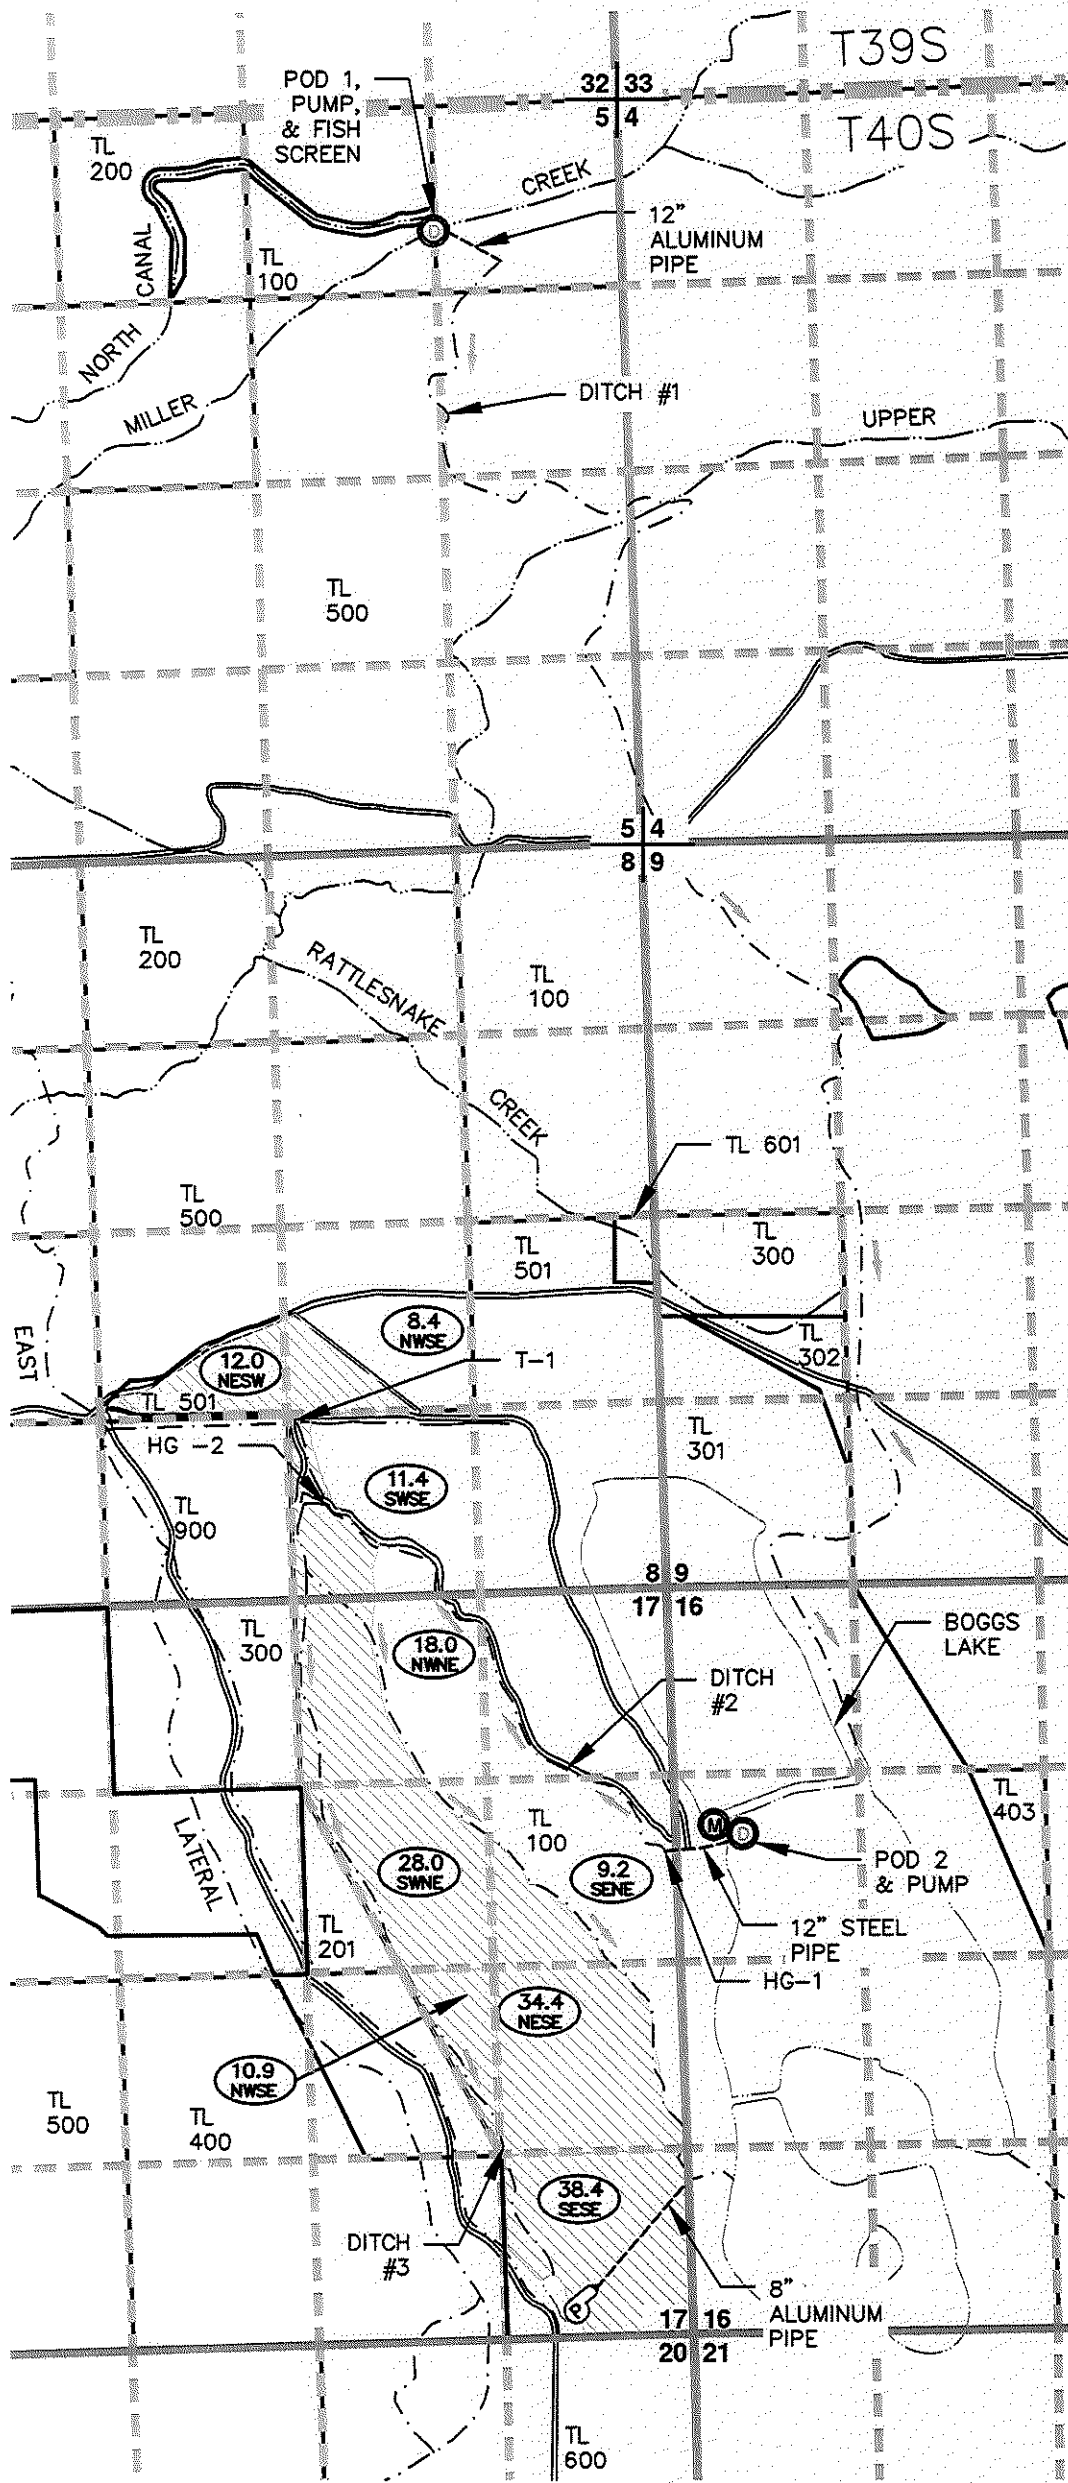 T39S
POD 1,
PUMP,
& FISH
SCREEN
32 33
5 4
T40S
TL
200
CREEK
12"
ALUMINUM
PIPE
D
CANAL
TL
100
NORTH
MILLER
DITCH #1
UPPER
TL
500
5 4
8 9
TL
200
RATTLESNAKE
TL
100
CREEK
TL 601
TL
500
TL
501
TL
300
EAST
8.4
NWSE
TL
302
12.0
NESW
T-1
TL 501
HG -2
TL
301
11.4
SWSE
TL
900
8 9
17 16
TL
300
18.0
NWNE
BOGGS
LAKE
DITCH
#2
TL
403
LATERAL
TL
100
M
D
28.0
SWNE
9.2
SENE
POD 2
& PUMP
TL
201
12" STEEL
PIPE
HG-1
34.4
NESE
10.9
NWSE
TL
500
TL
400
38.4
SESE
DITCH
#3
8"
ALUMINUM
PIPE
P
17 16
20 21
TL
600